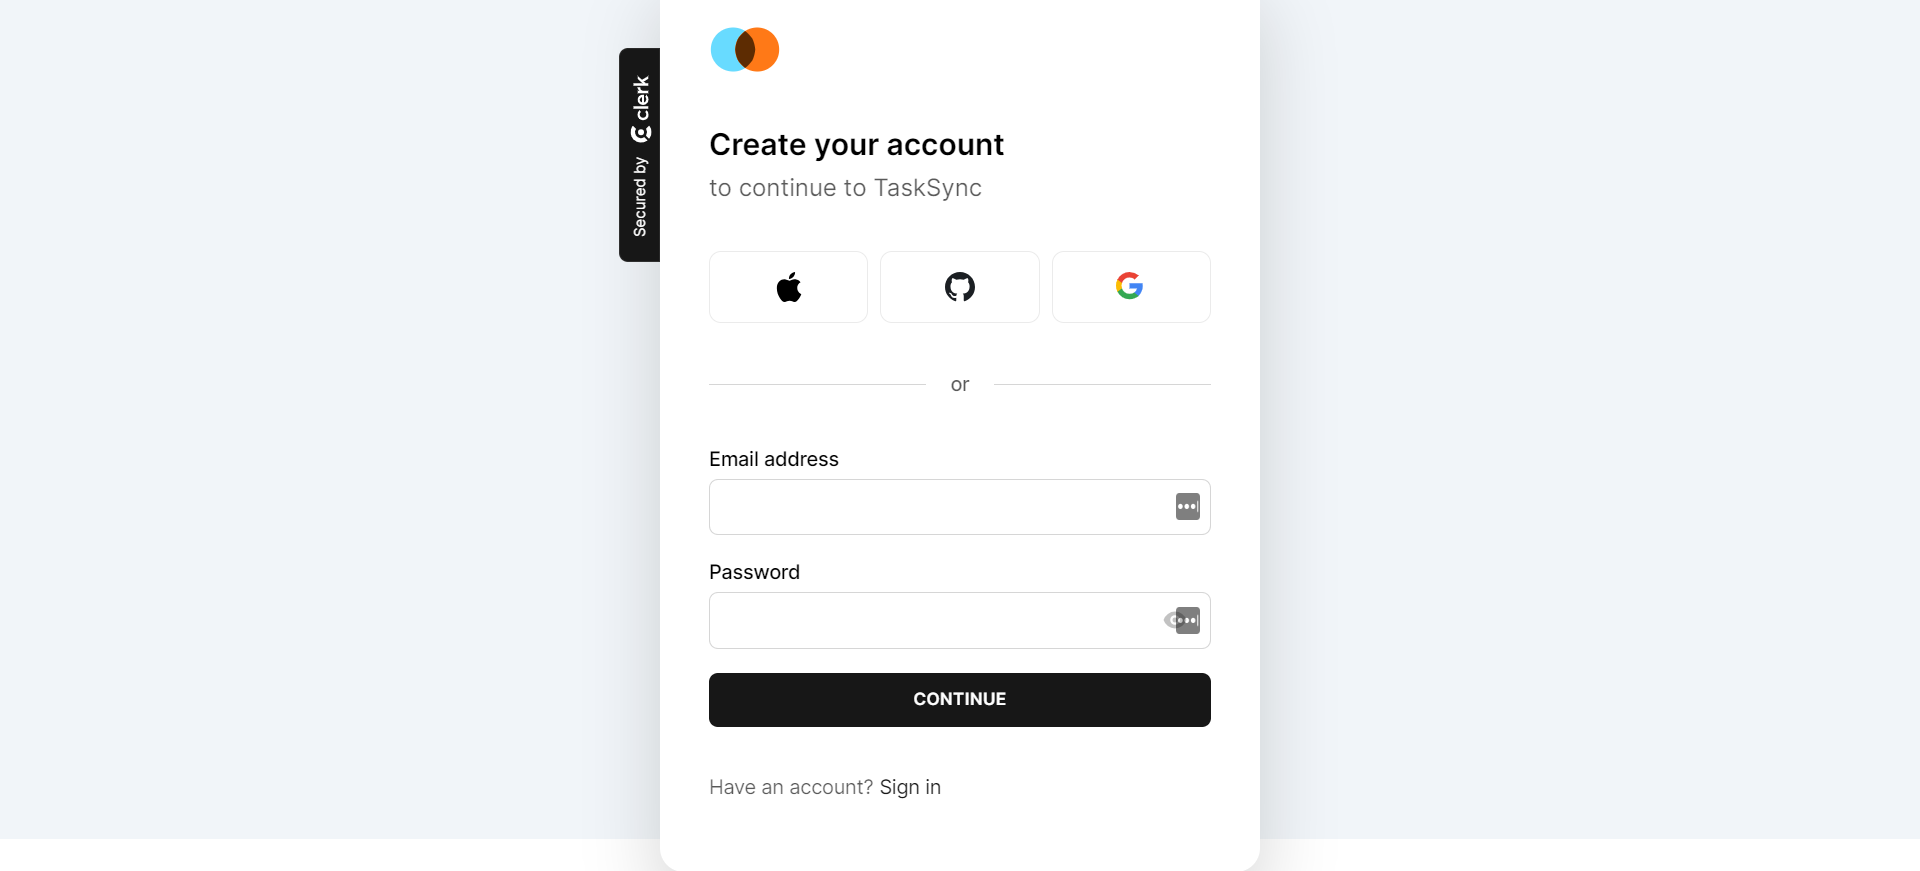 Secured by clerk
Create your account
to continue to TaskSync
or
Email address
Password
CONTINUE
Have an account? Sign in